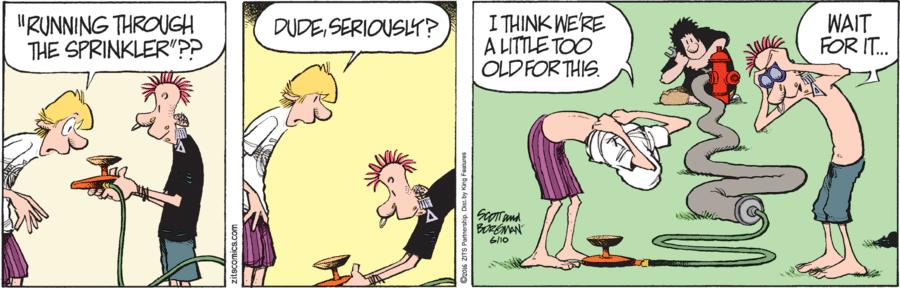 "RUNNING THROUGH
THE SPRINKLER"??
DUDE, SERIOUSLY?
zitscomics.com
I THINK WE'RE
A LITTLE TOO
OLD FOR THIS.
WAIT
FOR IT...
SCOTT and
BORGMAN
6/10
©2016 ZITS Partnership. Dist. by King Features